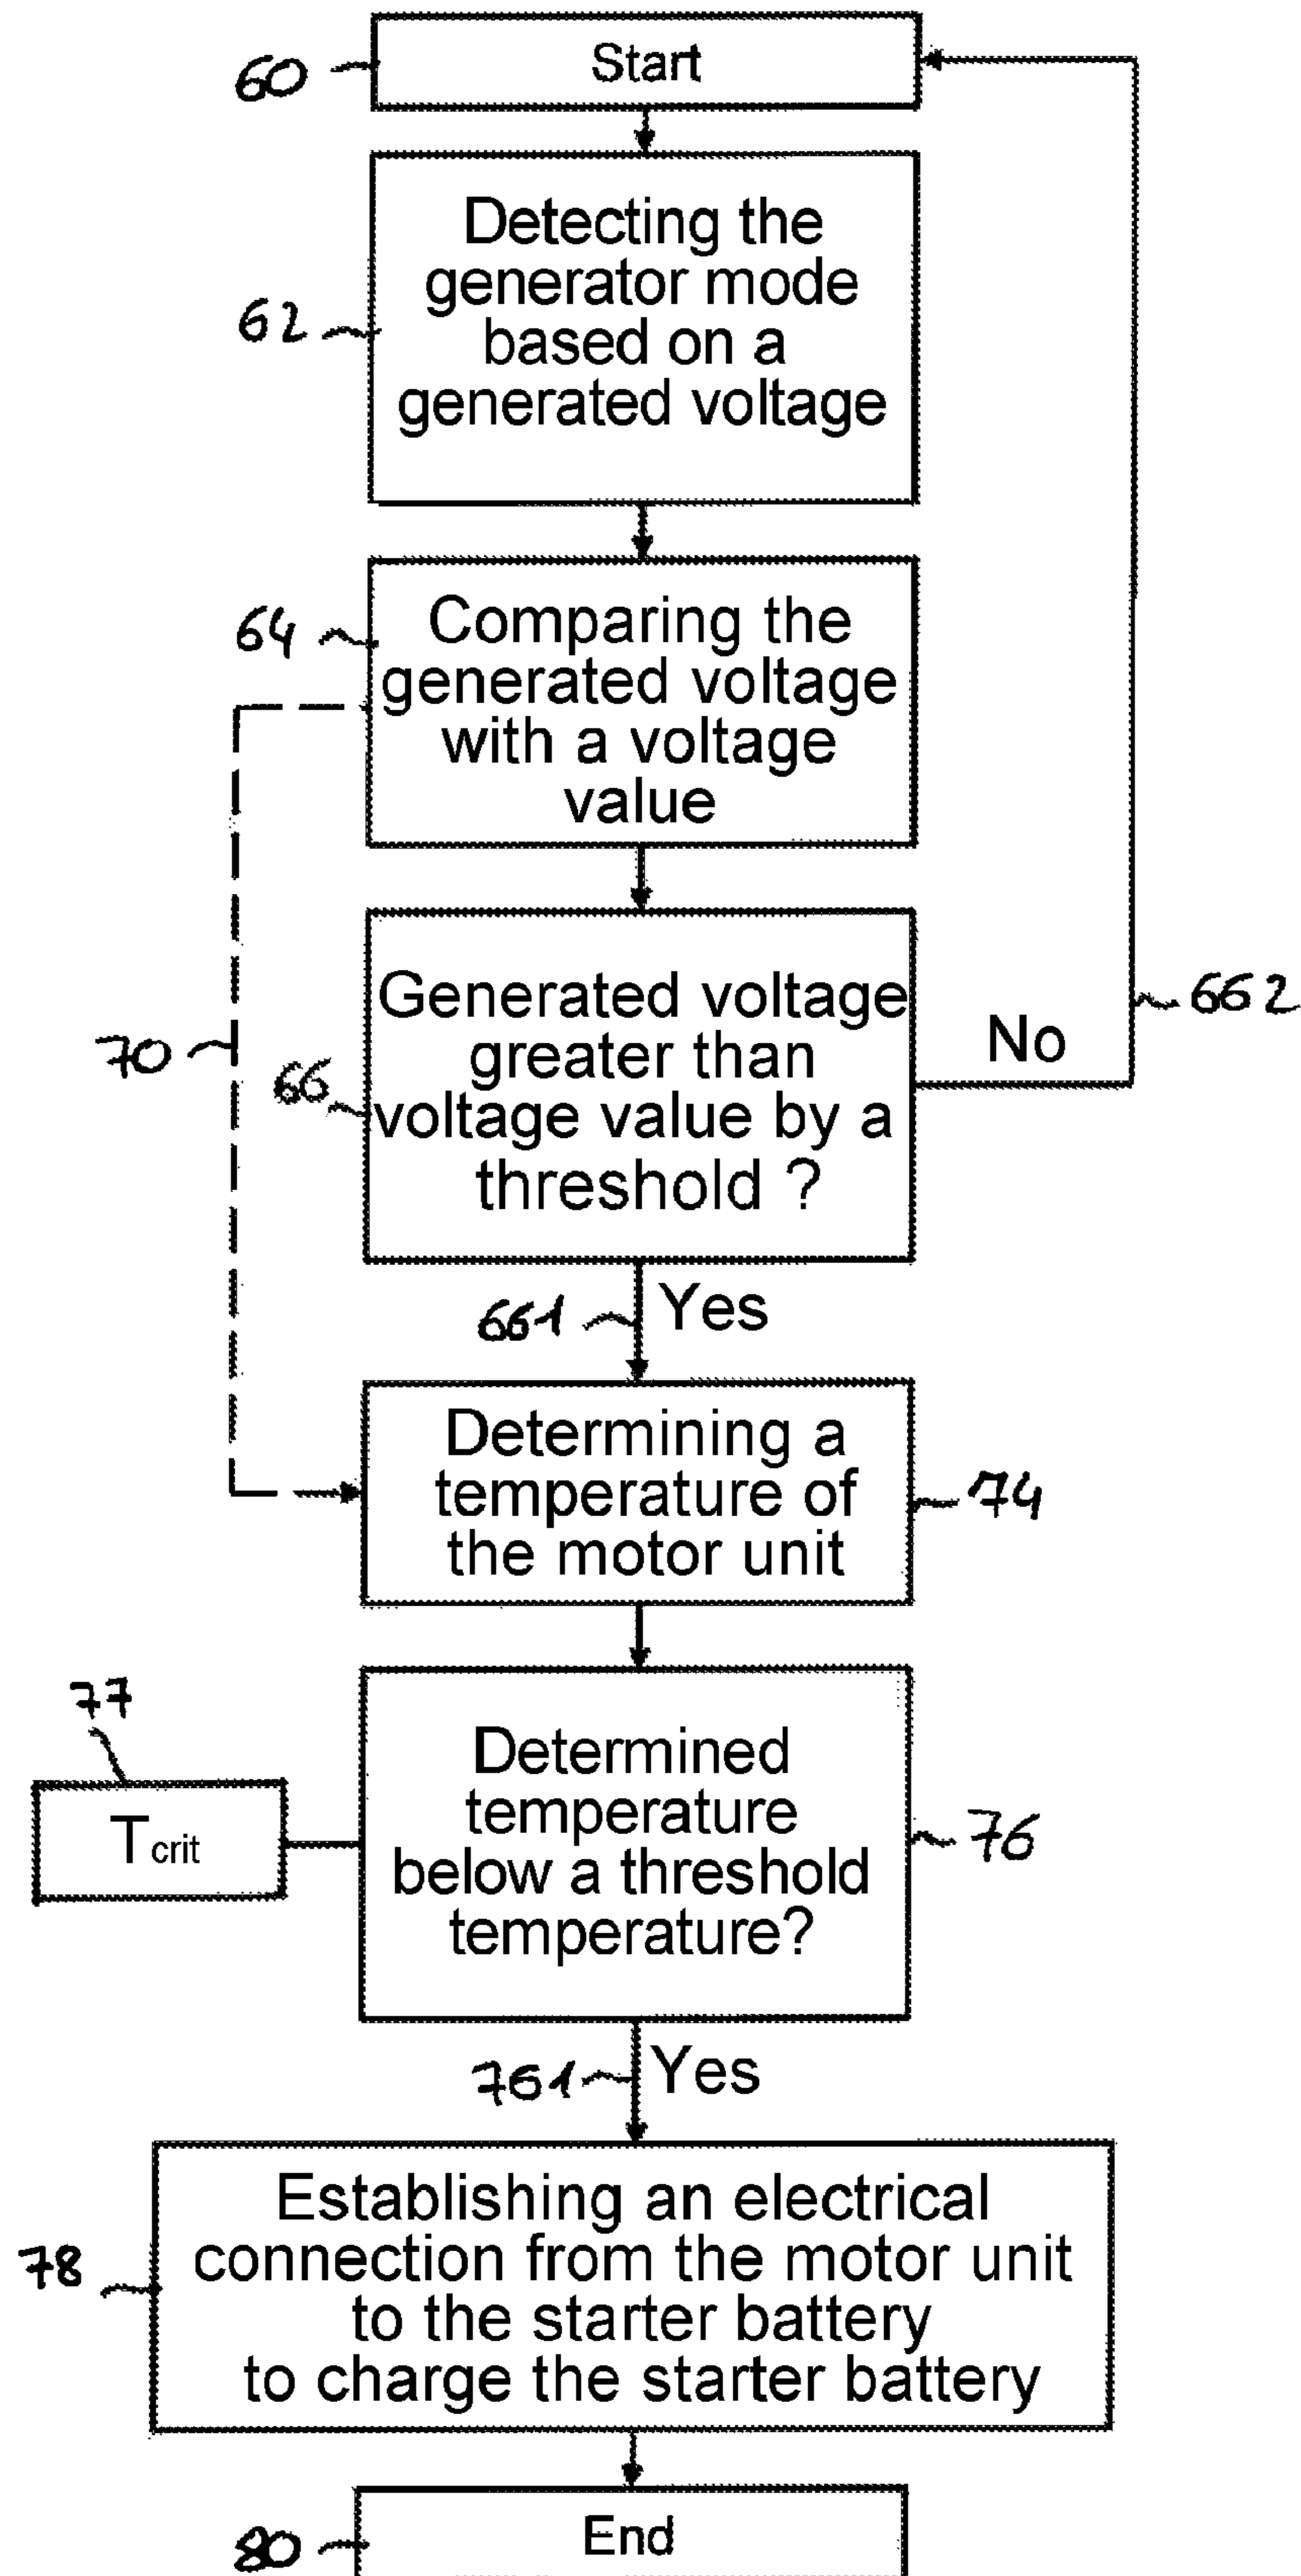 60
Start
62
Detecting the
generator mode
based on a
generated voltage
64
Comparing the
generated voltage
with a voltage
value
70
66
Generated voltage
greater than
voltage value by a
threshold ?
No
662
661
Yes
Determining a
temperature of
the motor unit
74
77
Tcrit
Determined
temperature
below a threshold
temperature?
76
761
Yes
78
Establishing an electrical
connection from the motor unit
to the starter battery
to charge the starter battery
80
End